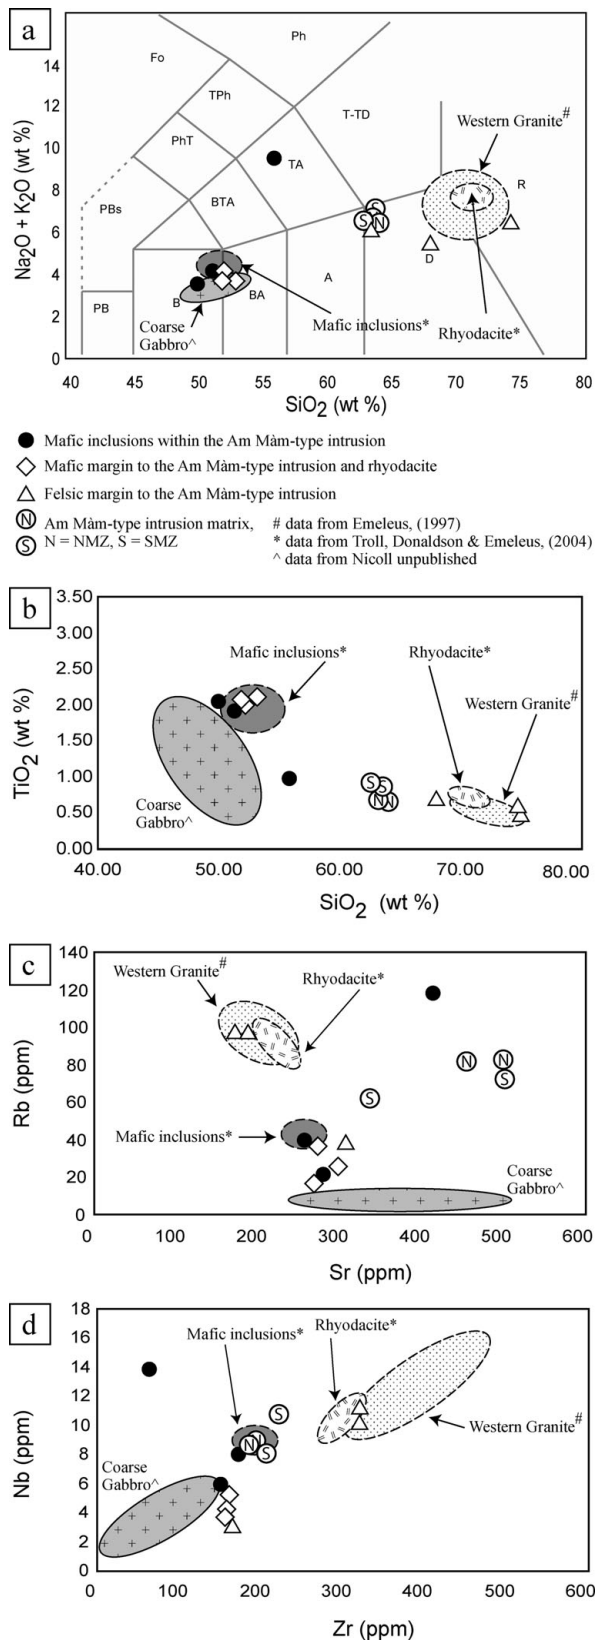 a
Na2O + K2O (wt %)
14
12
10
8
6
4
2
0
Fo
Ph
TPh
PhT
T-TD
TA
BTA
PBs
PB
B
BA
A
D
R
S
S
N
Western Granite#
Coarse
Gabbro^
Mafic inclusions*
Rhyodacite*
40
45
50
55
60
65
70
75
80
SiO2 (wt %)
Mafic inclusions within the Am Màm-type intrusion
Mafic margin to the Am Màm-type intrusion and rhyodacite
Felsic margin to the Am Màm-type intrusion
N Am Màm-type intrusion matrix, # data from Emeleus, (1997)
S N = NMZ, S = SMZ * data from Troll, Donaldson & Emeleus, (2004)
^ data from Nicoll unpublished
b
TiO2 (wt %)
3.50
3.00
2.50
2.00
1.50
1.00
0.50
0.00
Mafic inclusions*
Rhyodacite*
Western Granite#
Coarse
Gabbro^
S
S
N
N
40.00
50.00
60.00
70.00
80.00
SiO2 (wt %)
c
Rb (ppm)
140
120
100
80
60
40
20
0
Western Granite#
Rhyodacite*
Mafic inclusions*
Coarse
Gabbro^
N
N
S
S
0
100
200
300
400
500
600
Sr (ppm)
d
Nb (ppm)
18
16
14
12
10
8
6
4
2
0
Mafic inclusions*
Rhyodacite*
Western Granite#
Coarse
Gabbro^
S
N
N
S
0
100
200
300
400
500
600
Zr (ppm)